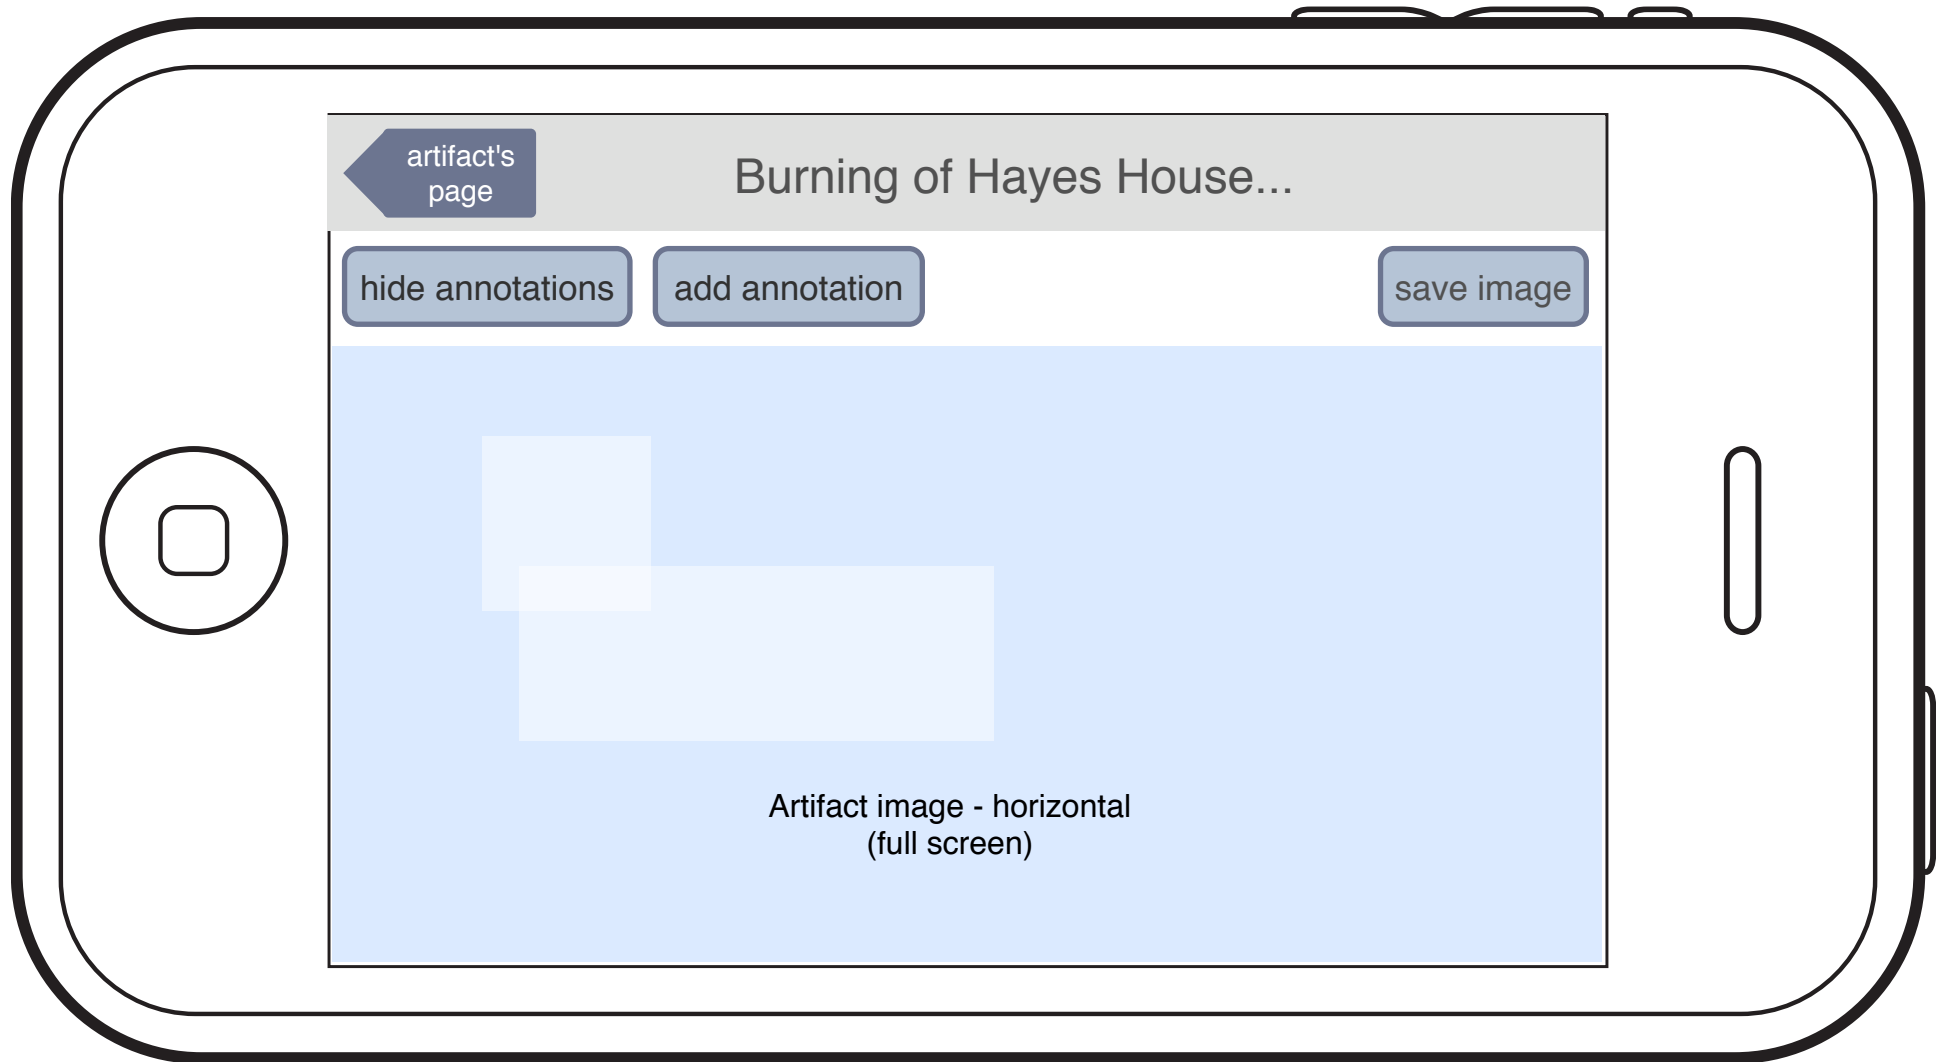 artifact's
page
Burning of Hayes House...
hide annotations
add annotation
save image
Artifact image - horizontal
(full screen)